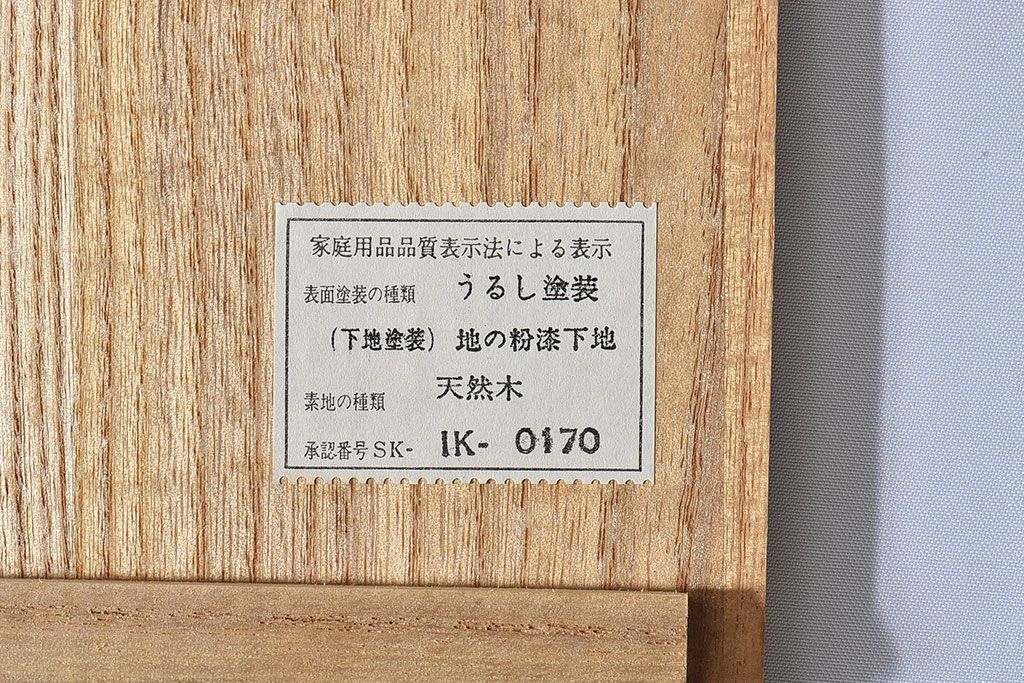 家庭用品品質表示法による表示
表面塗装の種類 うるし塗装
(下地塗装) 地の粉漆下地
素地の種類 天然木
承認番号SK- IK- 0170